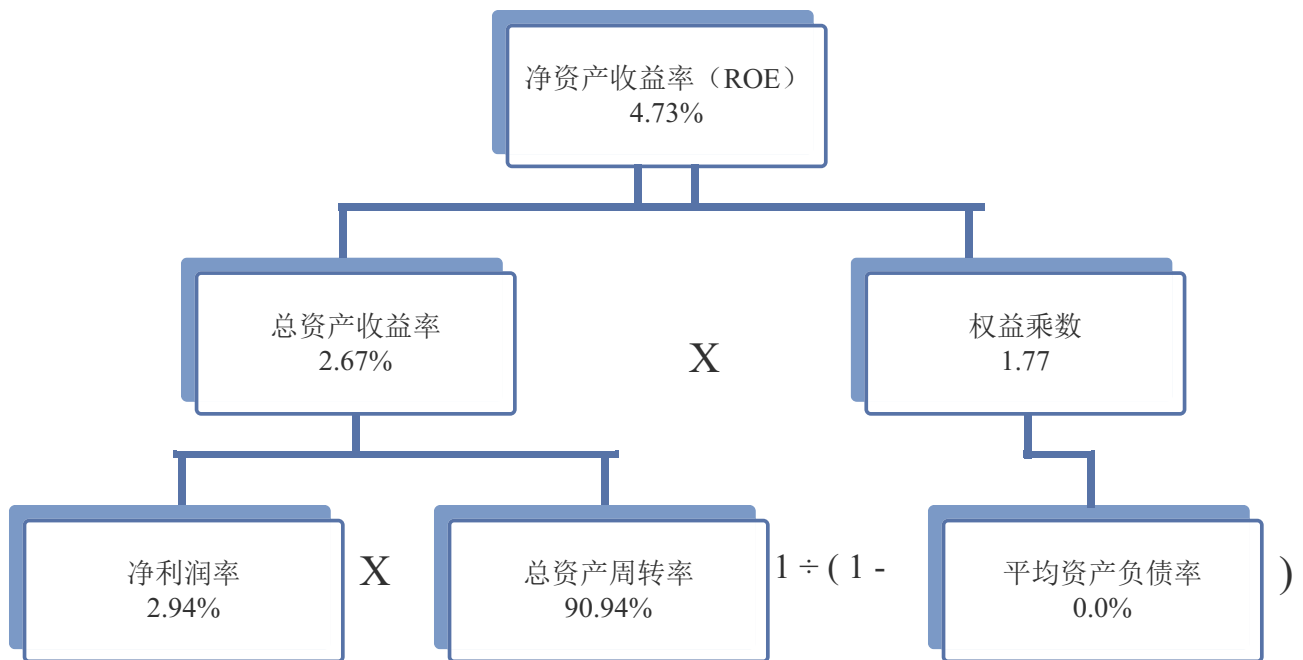 净资产收益率（ROE）
4.73%
总资产收益率
2.67%
X
权益乘数
1.77
净利润率
2.94%
X
总资产周转率
90.94%
1 ÷ ( 1 -
平均资产负债率
0.0%
)